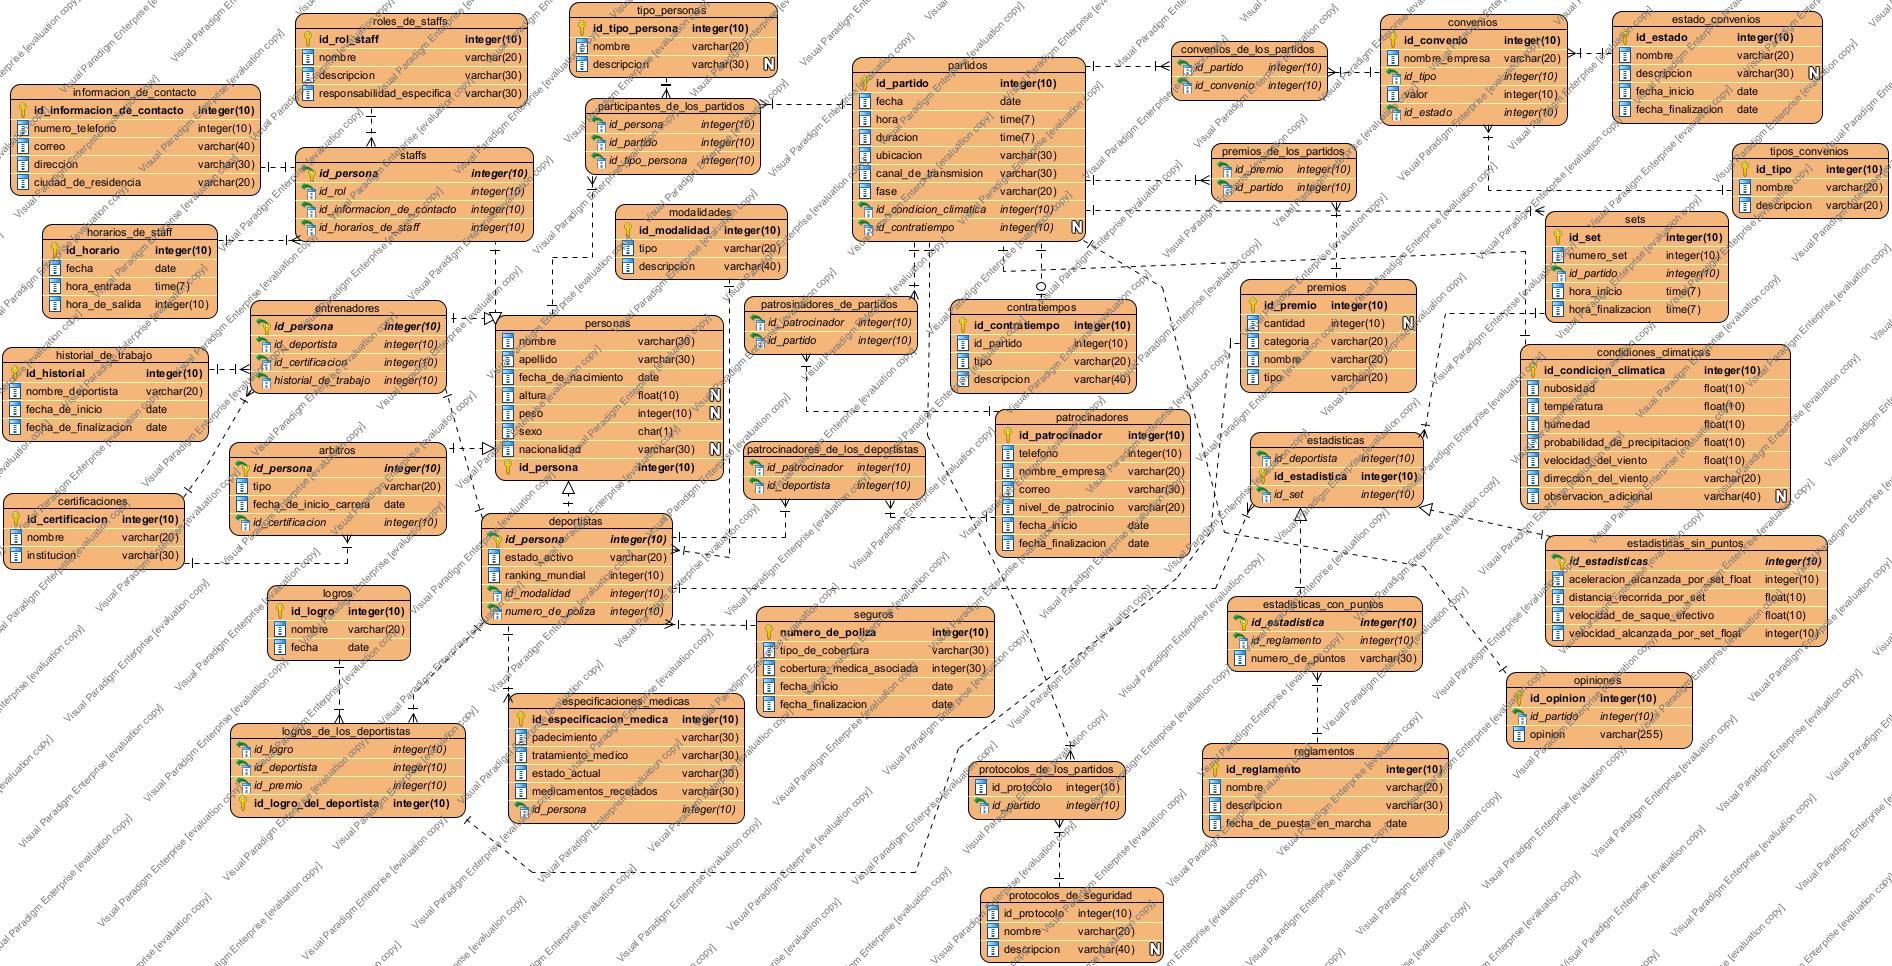 roles_de_staffs
id_rol_staff integer(10)
nombre varchar(20)
descripcion varchar(30)
responsabilidad_especifica varchar(30)
tipo_personas
id_tipo_persona integer(10)
nombre varchar(20)
descripcion varchar(30) N
informacion_de_contacto
id_informacion_de_contacto integer(10)
numero_telefono integer(10)
correo varchar(40)
dirección varchar(30)
ciudad_de_residencia varchar(20)
staffs
id_persona integer(10)
id_rol integer(10)
id_informacion_de_contacto integer(10)
id_horarios_de_staff integer(10)
participantes_de_los_partidos
id_persona integer(10)
id_partido integer(10)
id_tipo_persona integer(10)
partidos
id_partido integer(10)
fecha date
hora time(7)
duracion time(7)
ubicacion varchar(30)
canal_de_transmision varchar(30)
fase varchar(20)
id_condicion_climatica integer(10)
id_contratiempo integer(10) N
convenios_de_los_partidos
id_partido integer(10)
id_convenio integer(10)
convenios
id_convenio integer(10)
nombre_empresa varchar(20)
id_tipo integer(10)
valor integer(10)
id_estado integer(10)
estado_convenios
id_estado integer(10)
nombre varchar(20)
descripcion varchar(30) N
fecha_inicio date
fecha_finalizacion date
premios_de_los_partidos
id_premio integer(10)
id_partido integer(10)
tipos_convenios
id_tipo integer(10)
nombre varchar(20)
descripcion varchar(20)
horarios_de_staff
id_horario integer(10)
fecha date
hora_entrada time(7)
hora_de_salida integer(10)
modalidades
id_modalidad integer(10)
tipo varchar(20)
descripcion varchar(40)
sets
id_set integer(10)
numero_set integer(10)
id_partido integer(10)
hora_inicio time(7)
hora_finalizacion time(7)
entrenadores
id_persona integer(10)
id_deportista integer(10)
id_certificacion integer(10)
historial_de_trabajo integer(10)
personas
nombre varchar(30)
apellido varchar(30)
fecha_de_nacimiento date
altura float(10) N
peso integer(10) N
sexo char(1)
nacionalidad varchar(30) N
id_persona integer(10)
patrosinadores_de_partidos
id_patrocinador integer(10)
id_partido integer(10)
contratiempos
id_contratiempo integer(10)
id_partido integer(10)
tipo varchar(20)
descripcion varchar(40)
premios
id_premio integer(10)
cantidad integer(10) N
categoria varchar(20)
nombre varchar(20)
tipo varchar(20)
historial_de_trabajo
id_historial integer(10)
nombre_deportista varchar(20)
fecha_de_inicio date
fecha_de_finalizacion date
condiciones_climaticas
id_condicion_climatica integer(10)
nubosidad float(10)
temperatura float(10)
humedad float(10)
probabilidad_de_precipitacion float(10)
velocidad_del_viento float(10)
dirrección_del_viento varchar(20)
observacion_adicional varchar(40) N
arbitros
id_persona integer(10)
tipo varchar(20)
fecha_de_inicio_carrera date
id_certificacion integer(10)
patrocinadores_de_los_deportistas
id_patrocinador integer(10)
id_deportista integer(10)
patrocinadores
id_patrocinador integer(10)
telefono integer(10)
nombre_empresa varchar(20)
correo varchar(30)
nivel_de_patrocinio varchar(20)
fecha_inicio date
fecha_finalizacion date
estadisticas
id_deportista integer(10)
id_estadistica integer(10)
id_set integer(10)
certificaciones
id_certificacion integer(10)
nombre varchar(20)
institucion varchar(30)
deportistas
id_persona integer(10)
estado_activo varchar(20)
ranking_mundial integer(10)
id_modalidad integer(10)
numero_de_poliza integer(10)
estadisticas_sin_puntos
id_estadisticas integer(10)
aceleracion_alcanzada_por_set_float integer(10)
distancia_recorrida_por_set float(10)
velocidad_de_saque_efectivo float(10)
velocidad_alcanzada_por_set_float integer(10)
logros
id_logro integer(10)
nombre varchar(20)
fecha date
seguros
numero_de_poliza integer(10)
tipo_de_cobertura varchar(30)
cobertura_medica_asociada integer(30)
fecha_inicio date
fecha_finalizacion date
estadisticas_con_puntos
id_estadistica integer(10)
id_reglamento integer(10)
numero_de_puntos varchar(30)
opiniones
id_opinion integer(10)
id_partido integer(10)
opinion varchar(255)
especificaciones_medicas
id_especificacion_medica integer(10)
padecimiento varchar(30)
tratamiento_medico varchar(30)
estado_actual varchar(30)
medicamentos_recetados varchar(30)
id_persona integer(10)
logros_de_los_deportistas
id_logro integer(10)
id_deportista integer(10)
id_premio integer(10)
id_logro_del_deportista integer(10)
reglamentos
id_reglamento integer(10)
nombre varchar(20)
descripcion varchar(30)
fecha_de_puesta_en_marcha date
protocolos_de_los_partidos
id_protocolo integer(10)
id_partido integer(10)
protocolos_de_seguridad
id_protocolo integer(10)
nombre varchar(20)
descripcion varchar(40) N
Visual Paradigm Enterprise [evaluation copy]